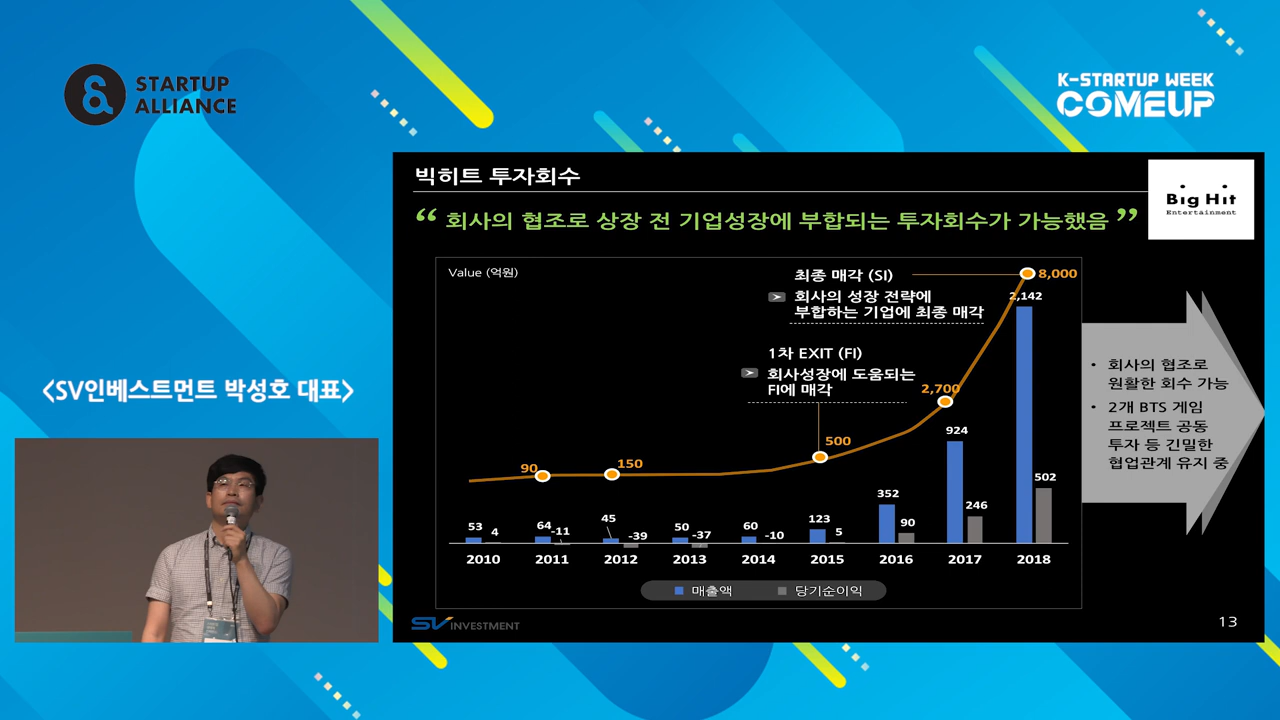 STARTUP
ALLIANCE
K-STARTUP WEEK
COMEUP
빅히트 투자회수
Big Hit
Entertainment
“ 회사의 협조로 상장 전 기업성장에 부합되는 투자회수가 가능했음 ”
Value (억원)
최종 매각 (SI)
8,000
회사의 성장 전략에
부합하는 기업에 최종 매각
2,142
1차 EXIT (FI)
회사성장에 도움되는
FI에 매각
2,700
924
500
90
150
352
502
246
53 4
64 -11
45 -39
50 -37
60 -10
123 5
90
2010 2011 2012 2013 2014 2015 2016 2017 2018
매출액 당기순이익
• 회사의 협조로
원활한 회수 가능
• 2개 BTS 게임
프로젝트 공동
투자 등 긴밀한
협업관계 유지 중
<SV인베스트먼트 박성호 대표>
SV INVESTMENT
13